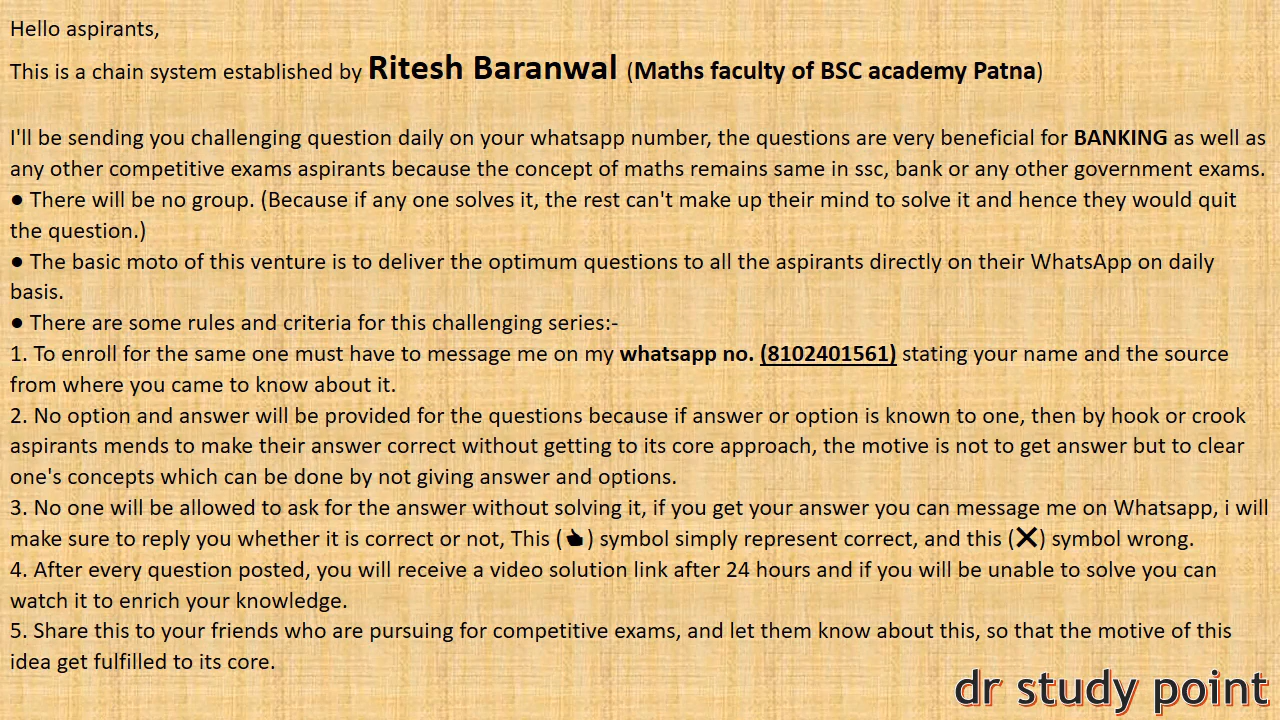 Hello aspirants,
This is a chain system established by Ritesh Baranwal (Maths faculty of BSC academy Patna)
I'll be sending you challenging question daily on your whatsapp number, the questions are very beneficial for BANKING as well as
any other competitive exams aspirants because the concept of maths remains same in ssc, bank or any other government exams.
● There will be no group. (Because if any one solves it, the rest can't make up their mind to solve it and hence they would quit
the question.)
● The basic moto of this venture is to deliver the optimum questions to all the aspirants directly on their WhatsApp on daily
basis.
● There are some rules and criteria for this challenging series:-
1. To enroll for the same one must have to message me on my whatsapp no. (8102401561) stating your name and the source
from where you came to know about it.
2. No option and answer will be provided for the questions because if answer or option is known to one, then by hook or crook
aspirants mends to make their answer correct without getting to its core approach, the motive is not to get answer but to clear
one's concepts which can be done by not giving answer and options.
3. No one will be allowed to ask for the answer without solving it, if you get your answer you can message me on Whatsapp, i will
make sure to reply you whether it is correct or not, This (👍) symbol simply represent correct, and this (❌) symbol wrong.
4. After every question posted, you will receive a video solution link after 24 hours and if you will be unable to solve you can
watch it to enrich your knowledge.
5. Share this to your friends who are pursuing for competitive exams, and let them know about this, so that the motive of this
idea get fulfilled to its core.
dr study point